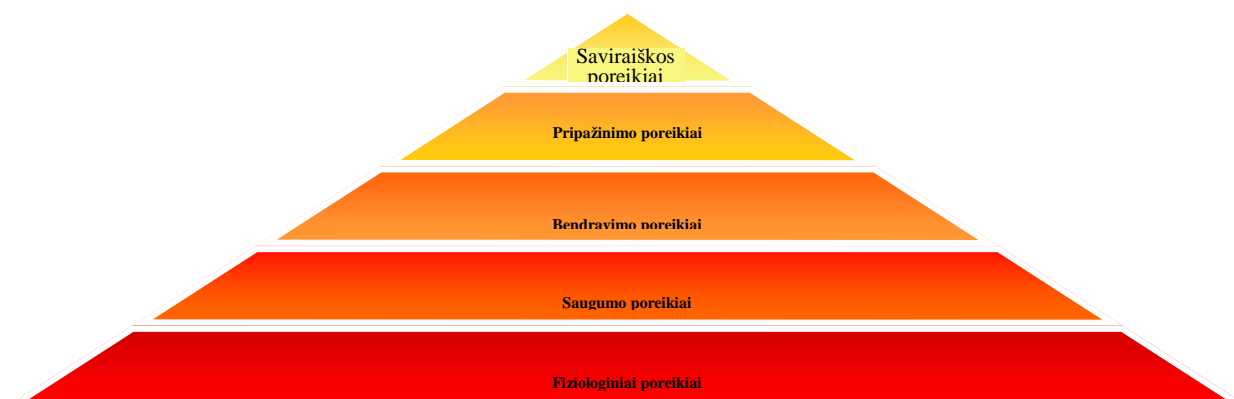 Saviraiškos
poreikiai
Pripažinimo poreikiai
Bendravimo poreikiai
Saugumo poreikiai
Fiziologiniai poreikiai